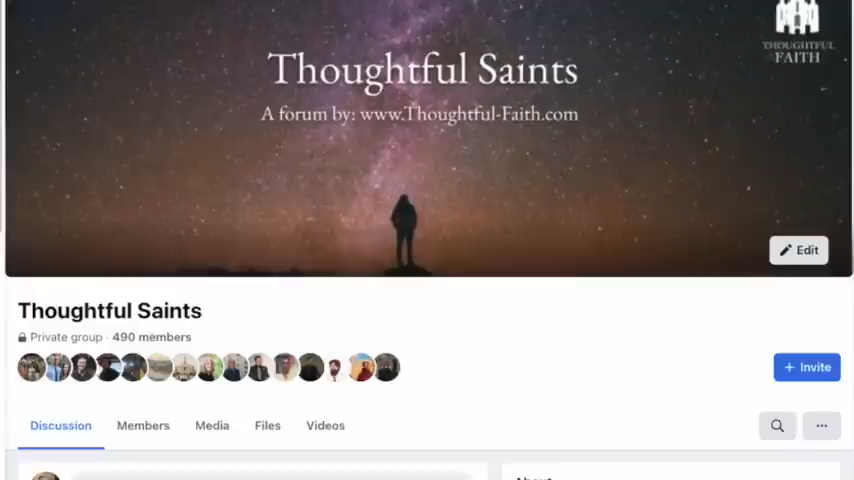 THOUGHTFUL
FAITH
Thoughtful Saints
A forum by: www.Thoughtful-Faith.com
Edit
Thoughtful Saints
Private group · 490 members
+ Invite
Discussion
Members
Media
Files
Videos
...
About